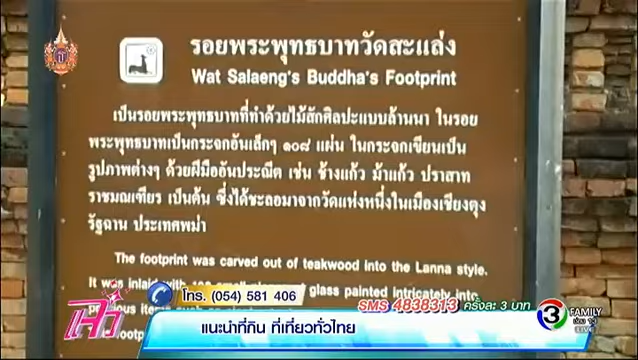 รอยพระพุทธบาทวัดสะแล่ง
Wat Salaeng's Buddha's Footprint
เป็นรอยพระพุทธบาทที่ทำด้วยไม้สักศิลปะแบบล้านนา ในรอย
พระพุทธบาทเป็นกระจกอันเล็กๆ ๑๐๘ แผ่น ในกระจกเขียนเป็น
รูปภาพต่างๆ ด้วยฝีมืออันประณีต เช่น ช้างแก้ว ม้าแก้ว ปราสาท
ราชมณเฑียร เป็นต้น ซึ่งได้ชะลอมาจากวัดแห่งหนึ่งในเมืองเชียงตุง
รัฐฉาน ประเทศพม่า
The footprint was carved out of teakwood into the Lanna style.
It was inlaid with glass painted intricately into
โทร. (054) 581 406
SMS 4838313 ครั้งละ 3 บาท
แจ๋ว
แนะนำที่กิน ที่เที่ยวทั่วไทย
3 FAMILY